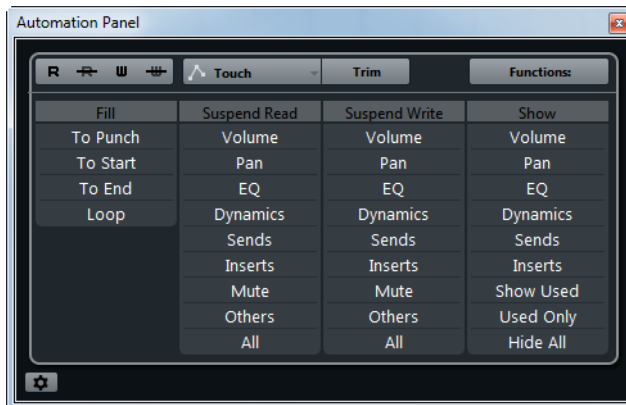 Automation Panel
R R W W Touch Trim Functions:
Fill Suspend Read Suspend Write Show
To Punch Volume Volume Volume
To Start Pan Pan Pan
To End EQ EQ EQ
Loop Dynamics Dynamics Dynamics
Sends Sends Sends
Inserts Inserts Inserts
Mute Mute Show Used
Others Others Used Only
All All Hide All